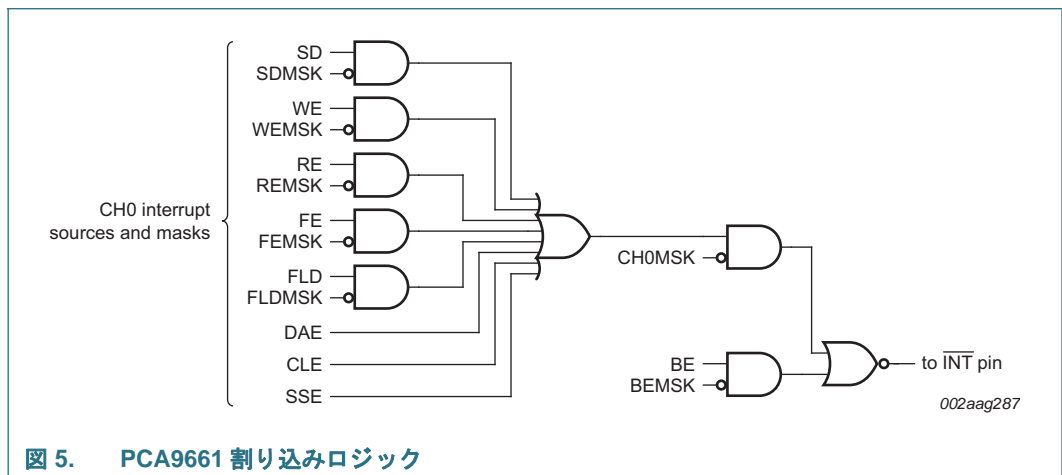 SD
SDMSK
WE
WEMSK
RE
REMSK
CH0 interrupt
sources and masks
FE
FEMSK
FLD
FLDMSK
DAE
CLE
SSE
CH0MSK
BE
BEMSK
to INT pin
002aag287
図 5. PCA9661 割り込みロジック